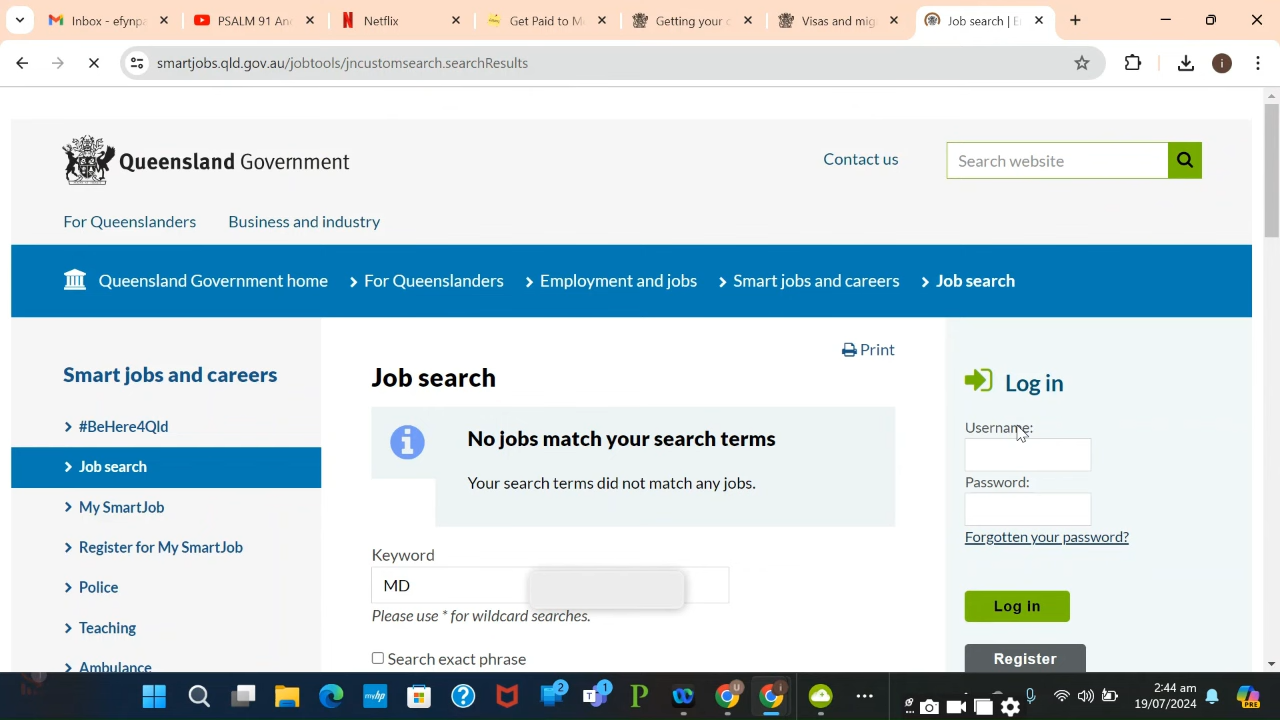 Inbox - efynpa
PSALM 91 An
Netflix
Get Paid to M
Getting your c
Visas and mig
Job search | E
smartjobs.qld.gov.au/jobtools/jncustomsearch.searchResults
i
Queensland Government
Contact us
Search website
For Queenslanders
Business and industry
Queensland Government home
For Queenslanders
Employment and jobs
Smart jobs and careers
Job search
Print
Smart jobs and careers
Job search
Log in
#BeHere4Qld
No jobs match your search terms
Username:
Job search
Your search terms did not match any jobs.
Password:
My SmartJob
Forgotten your password?
Register for My SmartJob
Keyword
MD
Police
Log in
Please use * for wildcard searches.
Teaching
Search exact phrase
Register
Ambulance
2:44 am
19/07/2024